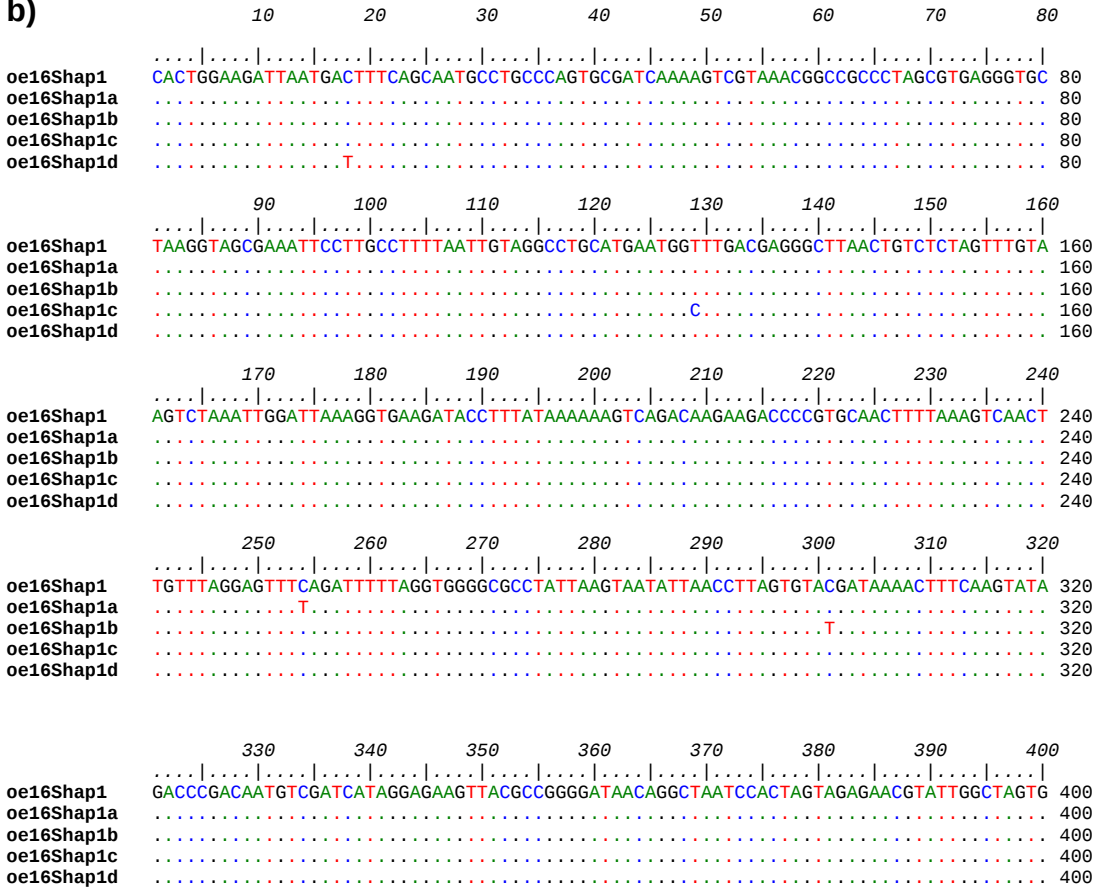 b)
10 20 30 40 50 60 70 80
....|....|....|....|....|....|....|....|....|....|....|....|....|....|....|....|
oe16Shap1 CACTGGAAGATTAATGACTTTCAGCAATGCCTGCCCAGTGCGATCAAAAGTCGTAAACGGCCGCCCTAGCGTGAGGGTGC 80
oe16Shap1a ................................................................................ 80
oe16Shap1b ................................................................................ 80
oe16Shap1c ................................................................................ 80
oe16Shap1d .................T.............................................................. 80
90 100 110 120 130 140 150 160
....|....|....|....|....|....|....|....|....|....|....|....|....|....|....|....|
oe16Shap1 TAAGGTAGCGAAATTCCTTGCCTTTTAATTGTAGGCCTGCATGAATGGTTTGACGAGGGCTTAACTGTCTCTAGTTTGTA 160
oe16Shap1a ................................................................................ 160
oe16Shap1b ................................................................................ 160
oe16Shap1c ................................................C............................... 160
oe16Shap1d ................................................................................ 160
170 180 190 200 210 220 230 240
....|....|....|....|....|....|....|....|....|....|....|....|....|....|....|....|
oe16Shap1 AGTCTAAATTGGATTAAAGGTGAAGATACCTTTATAAAAAAGTCAGACAAGAAGACCCCGTGCAACTTTTAAAGTCAACT 240
oe16Shap1a ................................................................................ 240
oe16Shap1b ................................................................................ 240
oe16Shap1c ................................................................................ 240
oe16Shap1d ................................................................................ 240
250 260 270 280 290 300 310 320
....|....|....|....|....|....|....|....|....|....|....|....|....|....|....|....|
oe16Shap1 TGTTTAGGAGTTTCAGATTTTTAGGTGGGGCGCCTATTAAGTAATATTAACCTTAGTGTACGATAAAACTTTCAAGTATA 320
oe16Shap1a .............T.................................................................. 320
oe16Shap1b ............................................................T................... 320
oe16Shap1c ................................................................................ 320
oe16Shap1d ................................................................................ 320
330 340 350 360 370 380 390 400
....|....|....|....|....|....|....|....|....|....|....|....|....|....|....|....|
oe16Shap1 GACCCGACAATGTCGATCATAGGAGAAGTTACGCCGGGGATAACAGGCTAATCCACTAGTAGAGAACGTATTGGCTAGTG 400
oe16Shap1a ................................................................................ 400
oe16Shap1b ................................................................................ 400
oe16Shap1c ................................................................................ 400
oe16Shap1d ................................................................................ 400